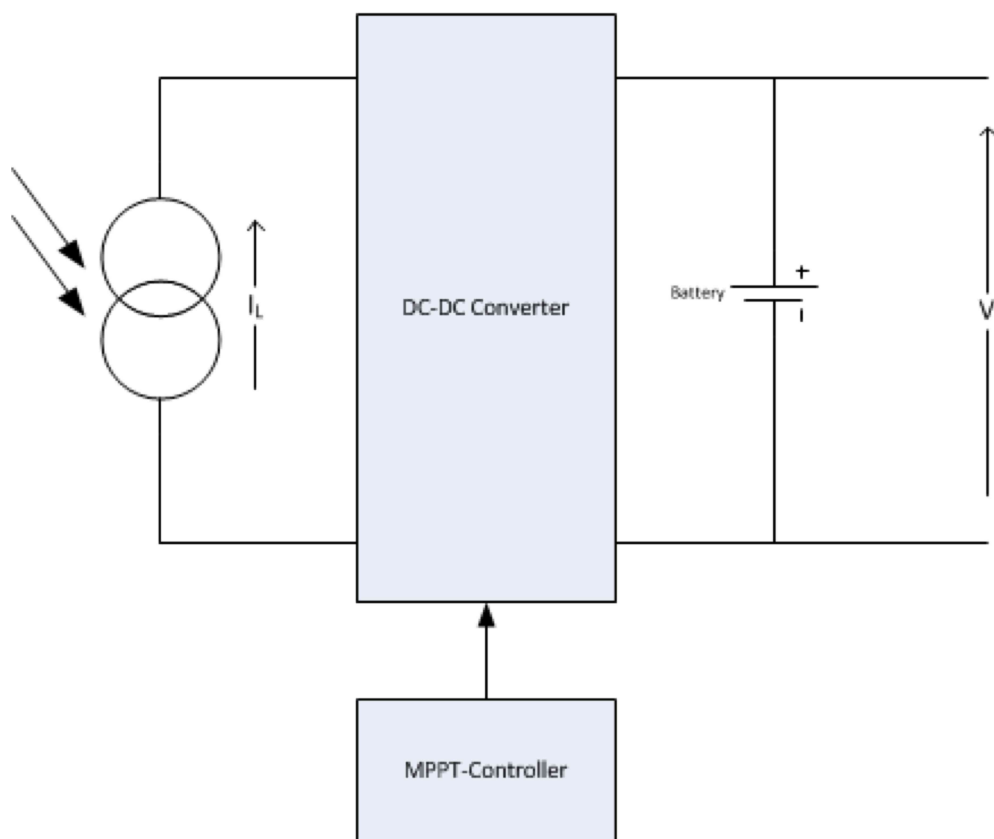 I_L
DC-DC Converter
Battery
+
-
V
MPPT-Controller